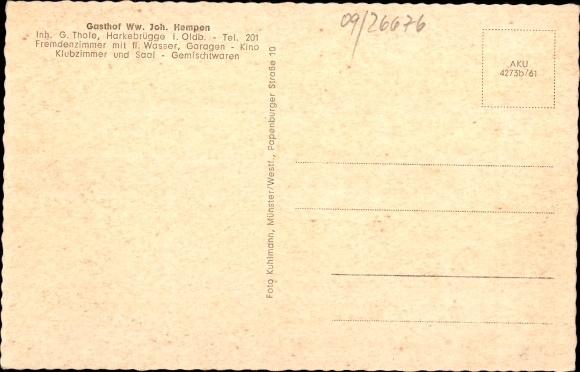 Gasthof Ww. Joh. Hempen
Inh. G. Thole, Harkebrügge i. Oldb. - Tel. 201
Fremdenzimmer mit fl. Wasser, Garagen - Kino
Klubzimmer und Saal - Gemischtwaren
09/26676
AKU
4273b/61
Foto Kuhlmann, Münster/Westf., Papenburger Straße 10